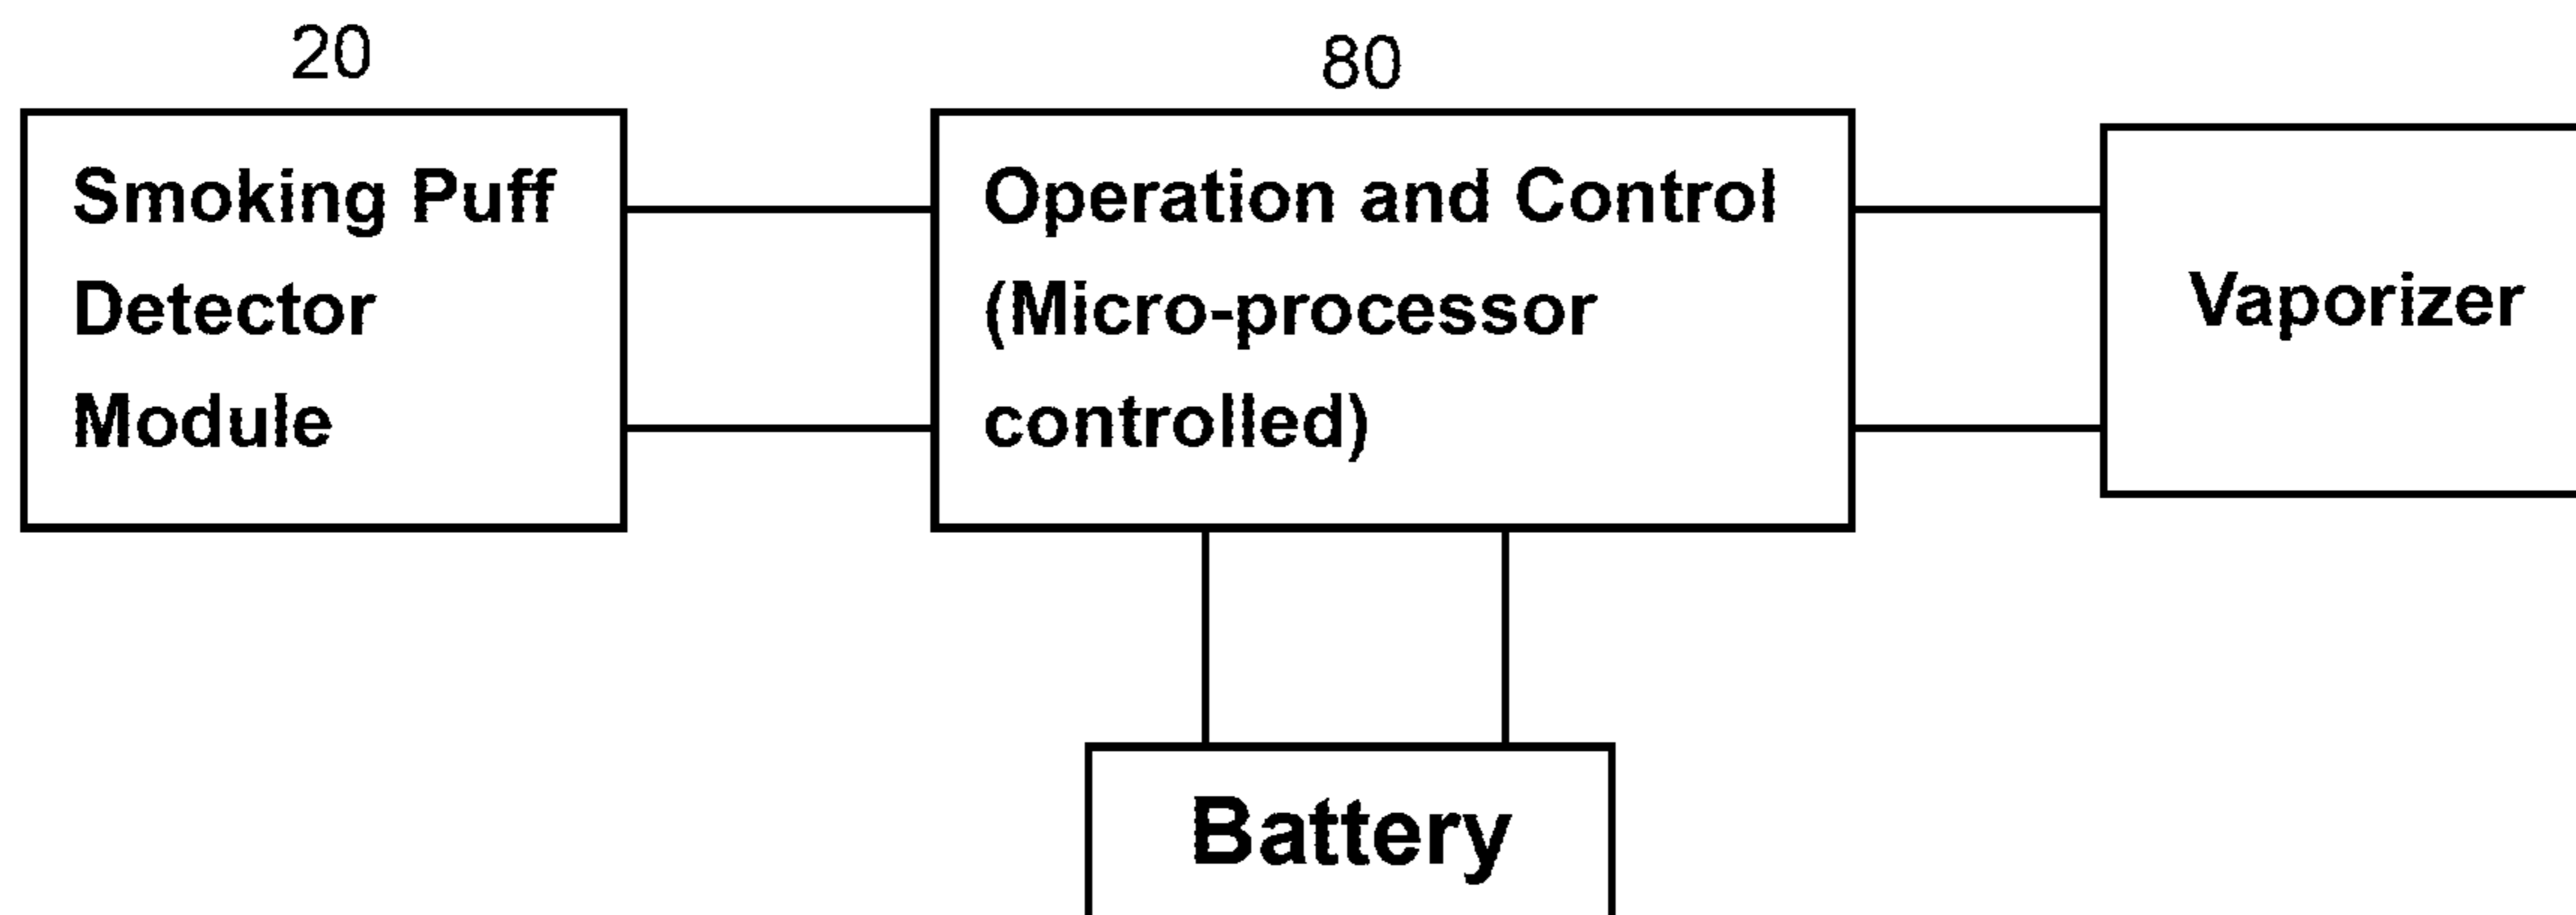 20
Smoking Puff
Detector
Module
80
Operation and Control
(Micro-processor
controlled)
Vaporizer
Battery